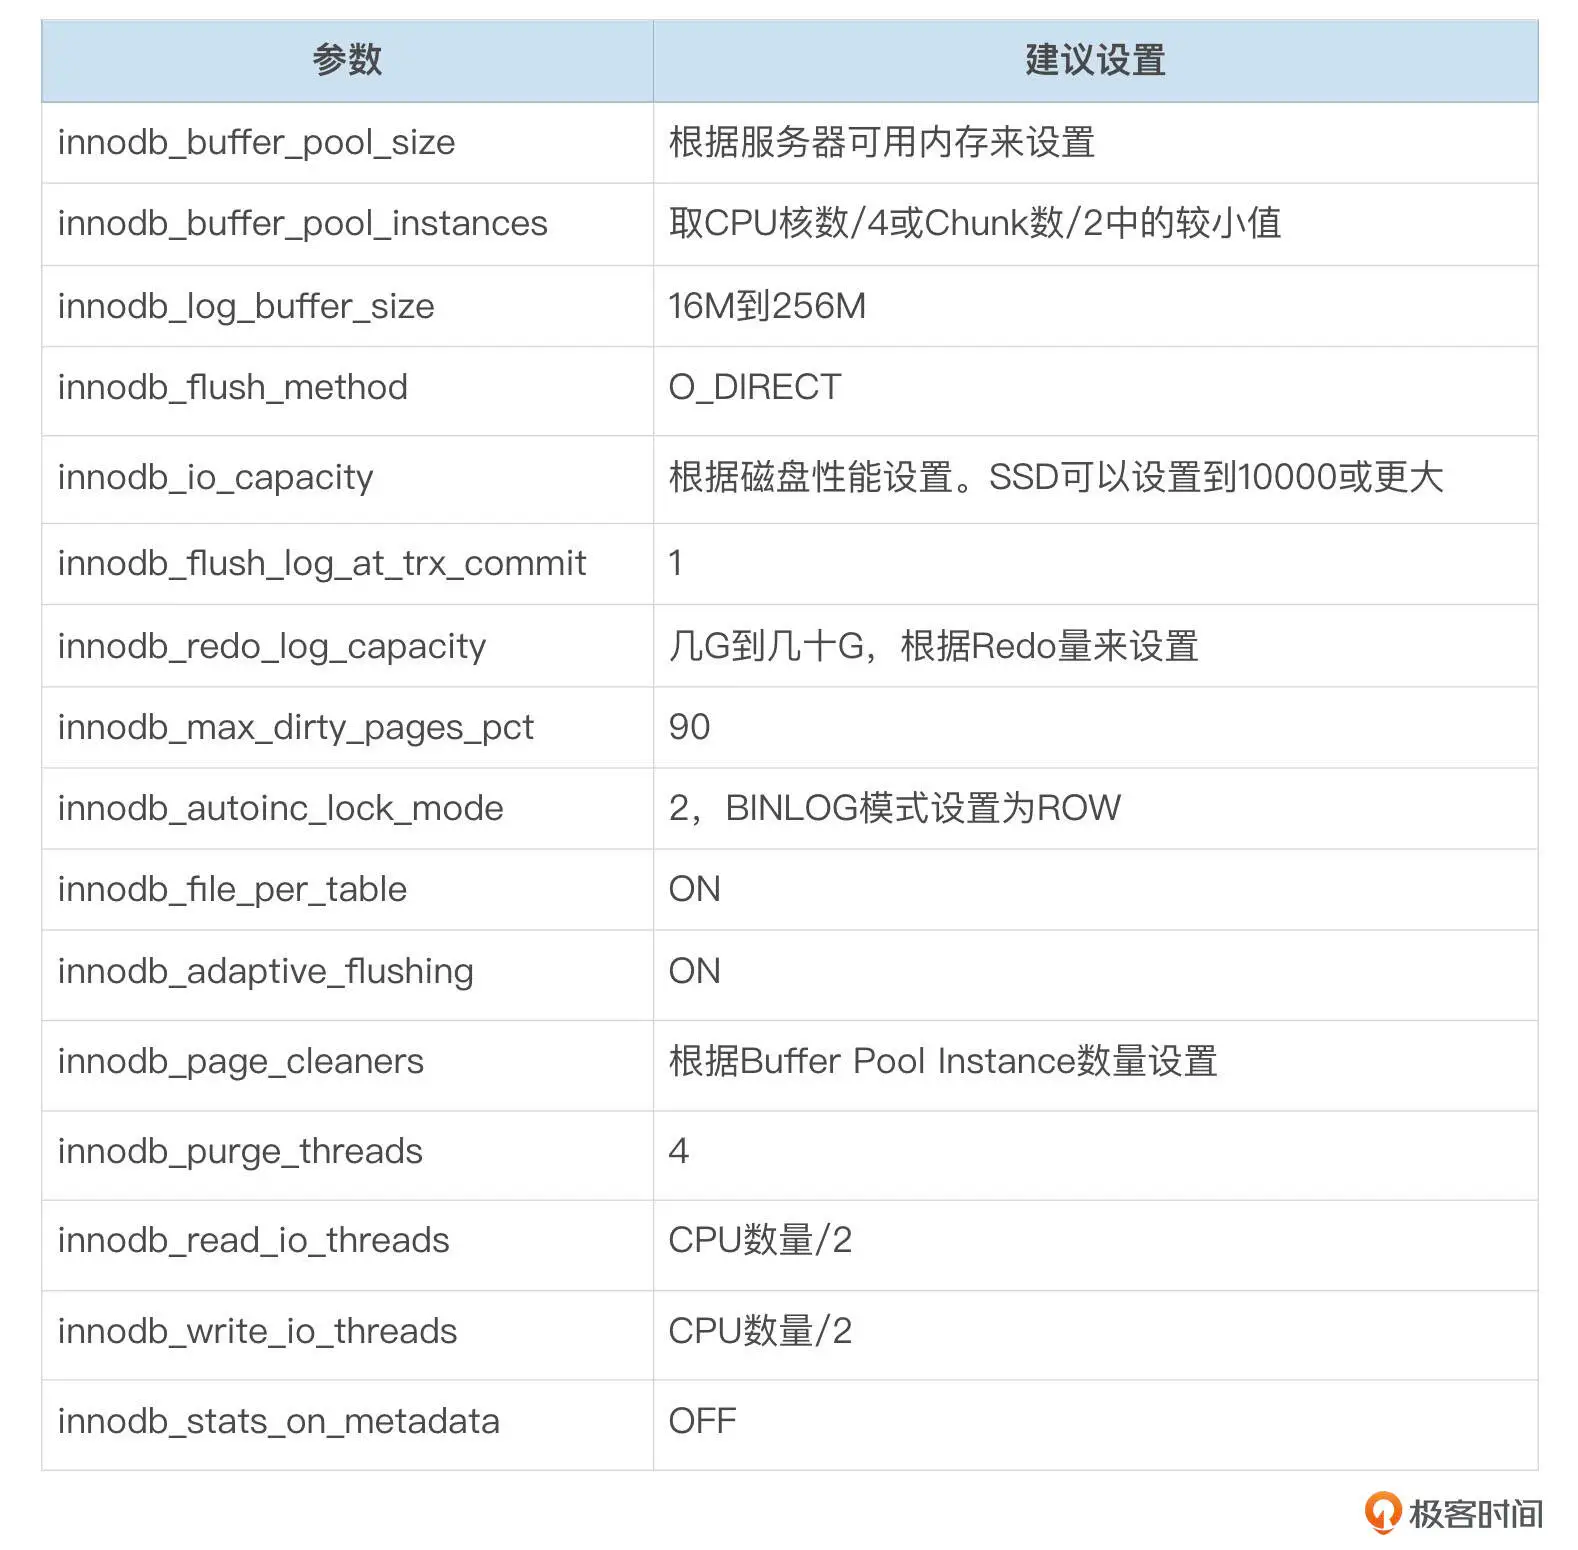 参数 建议设置
innodb_buffer_pool_size 根据服务器可用内存来设置
innodb_buffer_pool_instances 取CPU核数/4或Chunk数/2中的较小值
innodb_log_buffer_size 16M到256M
innodb_flush_method O_DIRECT
innodb_io_capacity 根据磁盘性能设置。SSD可以设置到10000或更大
innodb_flush_log_at_trx_commit 1
innodb_redo_log_capacity 几G到几十G，根据Redo量来设置
innodb_max_dirty_pages_pct 90
innodb_autoinc_lock_mode 2，BINLOG模式设置为ROW
innodb_file_per_table ON
innodb_adaptive_flushing ON
innodb_page_cleaners 根据Buffer Pool Instance数量设置
innodb_purge_threads 4
innodb_read_io_threads CPU数量/2
innodb_write_io_threads CPU数量/2
innodb_stats_on_metadata OFF
极客时间